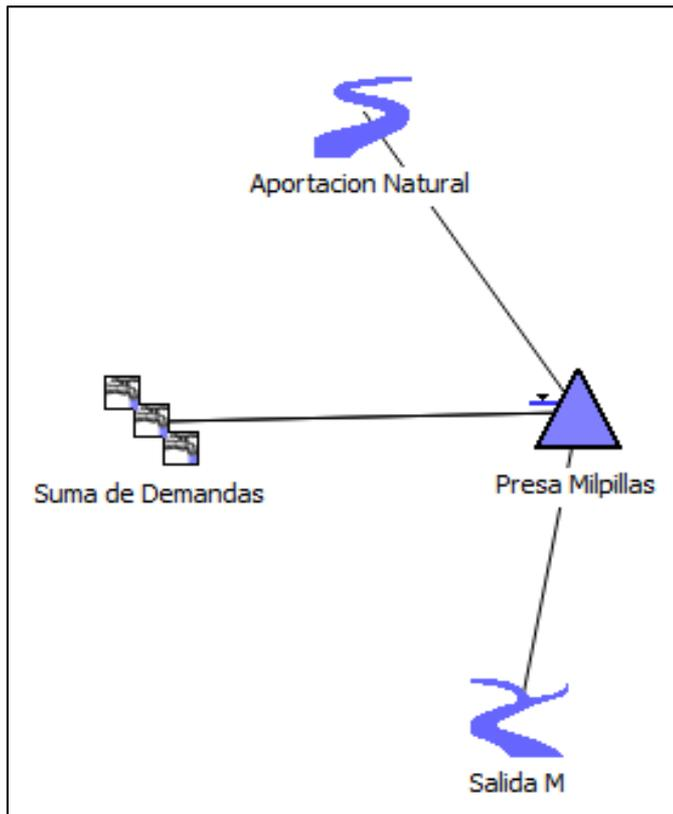 Aportacion Natural
Suma de Demandas
Presa Milpillas
Salida M